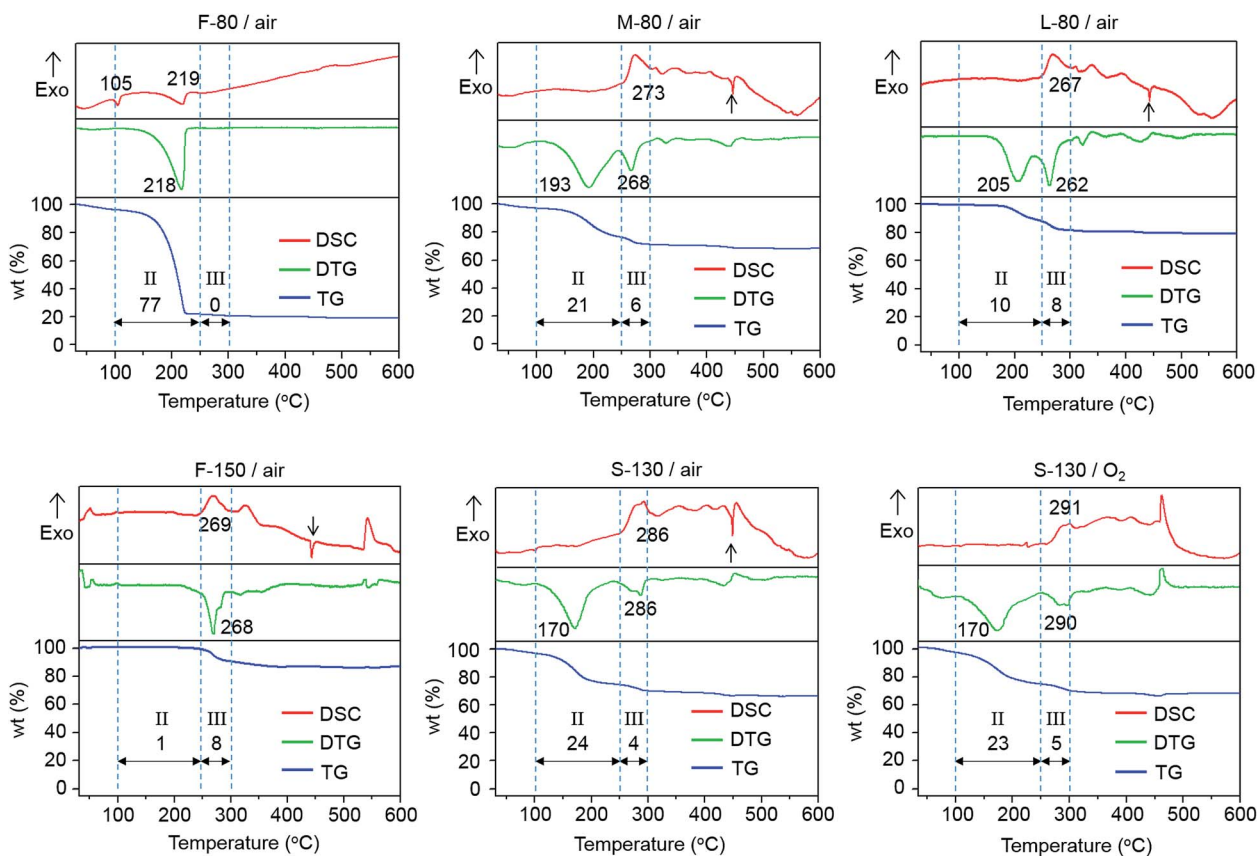 F-80 / air
↑
Exo
105
219
218
wt (%)
100
80
60
40
20
0
II
77
III
0
DSC
DTG
TG
100 200 300 400 500 600
Temperature (°C)
M-80 / air
↑
Exo
273
↑
193
268
wt (%)
100
80
60
40
20
0
II
21
III
6
DSC
DTG
TG
100 200 300 400 500 600
Temperature (°C)
L-80 / air
↑
Exo
267
↑
205
262
wt (%)
100
80
60
40
20
0
II
10
III
8
DSC
DTG
TG
100 200 300 400 500 600
Temperature (°C)
F-150 / air
↑
Exo
269
↓
268
wt (%)
100
80
60
40
20
0
II
1
III
8
DSC
DTG
TG
100 200 300 400 500 600
Temperature (°C)
S-130 / air
↑
Exo
286
↑
170
286
wt (%)
100
80
60
40
20
0
II
24
III
4
DSC
DTG
TG
100 200 300 400 500 600
Temperature (°C)
S-130 / O₂
↑
Exo
291
170
290
wt (%)
100
80
60
40
20
0
II
23
III
5
DSC
DTG
TG
100 200 300 400 500 600
Temperature (°C)